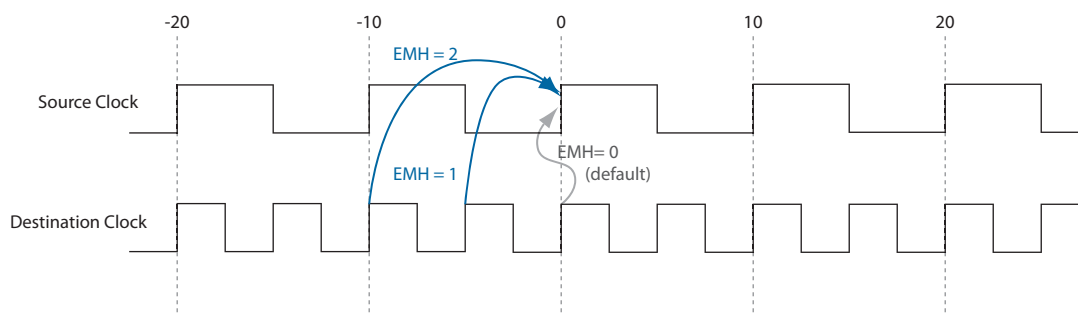 -20 -10 0 10 20
EMH = 2
Source Clock
EMH= 0
(default)
EMH = 1
Destination Clock